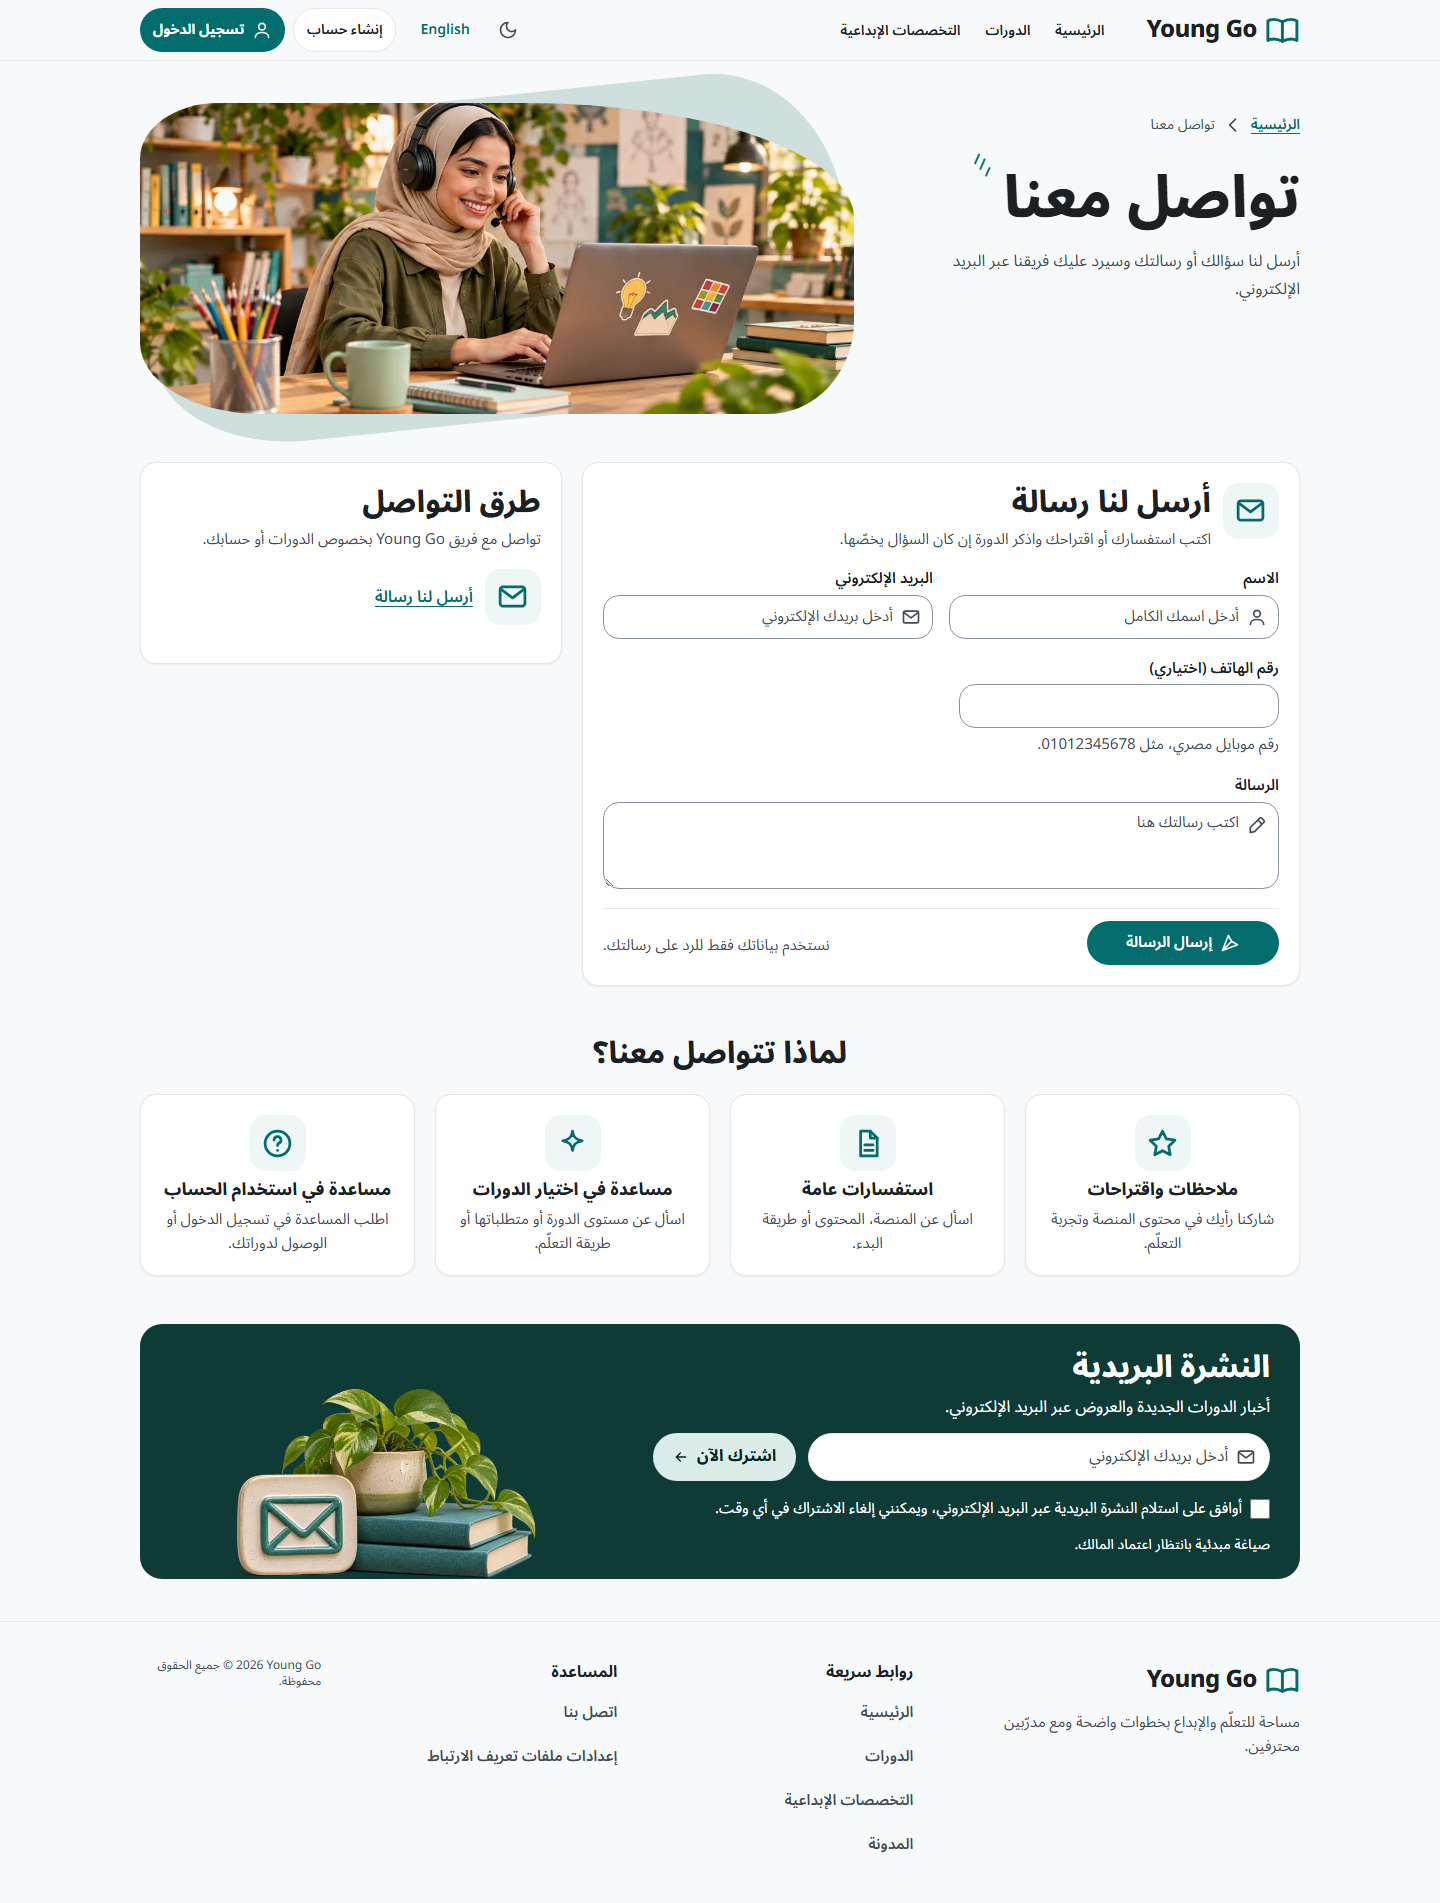 Young Go
الرئيسية
الدورات
التخصصات الإبداعية
English
إنشاء حساب
تسجيل الدخول
الرئيسية
تواصل معنا
تواصل معنا
أرسل لنا سؤالك أو رسالتك وسيرد عليك فريقنا عبر البريد
الإلكتروني.
أرسل لنا رسالة
اكتب استفسارك أو اقتراحك واذكر الدورة إن كان السؤال يخصّها.
الاسم
أدخل اسمك الكامل
البريد الإلكتروني
أدخل بريدك الإلكتروني
رقم الهاتف (اختياري)
رقم موبايل مصري، مثل 01012345678.
الرسالة
اكتب رسالتك هنا
إرسال الرسالة
نستخدم بياناتك فقط للرد على رسالتك.
طرق التواصل
تواصل مع فريق Young Go بخصوص الدورات أو حسابك.
أرسل لنا رسالة
لماذا تتواصل معنا؟
ملاحظات واقتراحات
شاركنا رأيك في محتوى المنصة وتجربة
التعلّم.
استفسارات عامة
اسأل عن المنصة، المحتوى أو طريقة
البدء.
مساعدة في اختيار الدورات
اسأل عن مستوى الدورة أو متطلباتها أو
طريقة التعلّم.
مساعدة في استخدام الحساب
اطلب المساعدة في تسجيل الدخول أو
الوصول لدوراتك.
النشرة البريدية
أخبار الدورات الجديدة والعروض عبر البريد الإلكتروني.
أدخل بريدك الإلكتروني
اشترك الآن
أوافق على استلام النشرة البريدية عبر البريد الإلكتروني، ويمكنني إلغاء الاشتراك في أي وقت.
صياغة مبدئية بانتظار اعتماد المالك.
Young Go
مساحة للتعلّم والإبداع بخطوات واضحة ومع مدرّبين
محترفين.
روابط سريعة
الرئيسية
الدورات
التخصصات الإبداعية
المدونة
المساعدة
اتصل بنا
إعدادات ملفات تعريف الارتباط
Young Go 2026 © جميع الحقوق
محفوظة.